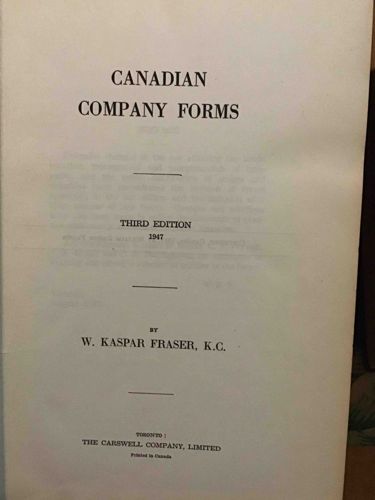 CANADIAN
COMPANY FORMS
THIRD EDITION
1947
BY
W. KASPAR FRASER, K.C.
TORONTO:
THE CARSWELL COMPANY, LIMITED
Printed in Canada